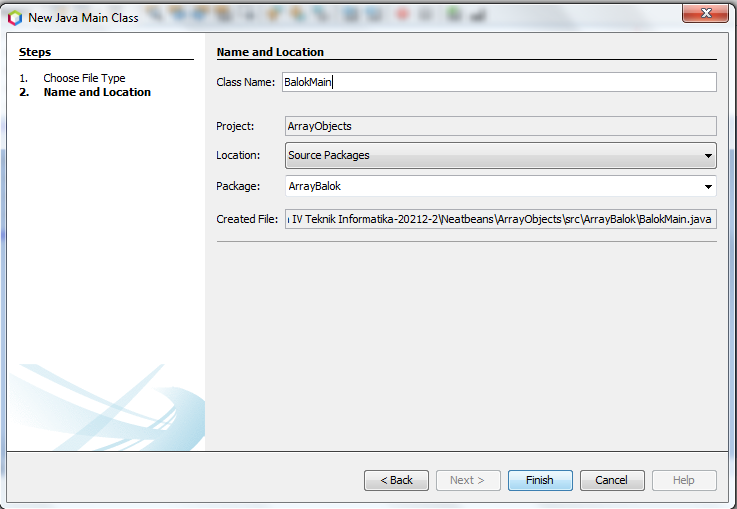 New Java Main Class
Steps
1. Choose File Type
2. Name and Location
Name and Location
Class Name: BalokMain
Project: ArrayObjects
Location: Source Packages
Package: ArrayBalok
Created File: IV Teknik Informatika-20212-2\Neatbeans\ArrayObjects\src\ArrayBalok\BalokMain.java
< Back Next > Finish Cancel Help